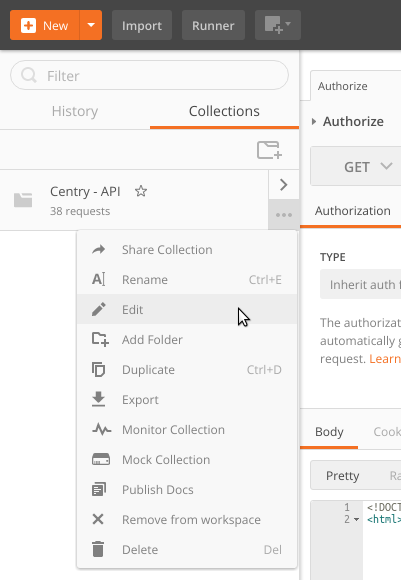 New
Import
Runner
Filter
History
Collections
Centry - API
38 requests
Share Collection
Rename Ctrl+E
Edit
Add Folder
Duplicate Ctrl+D
Export
Monitor Collection
Mock Collection
Publish Docs
Remove from workspace
Delete Del
Authorize
Authorize
GET
Authorization
TYPE
Inherit auth f
The authorizat
automatically g
request. Learn
Body Cook
Pretty Ra
1 <!DOCT
2 <html>